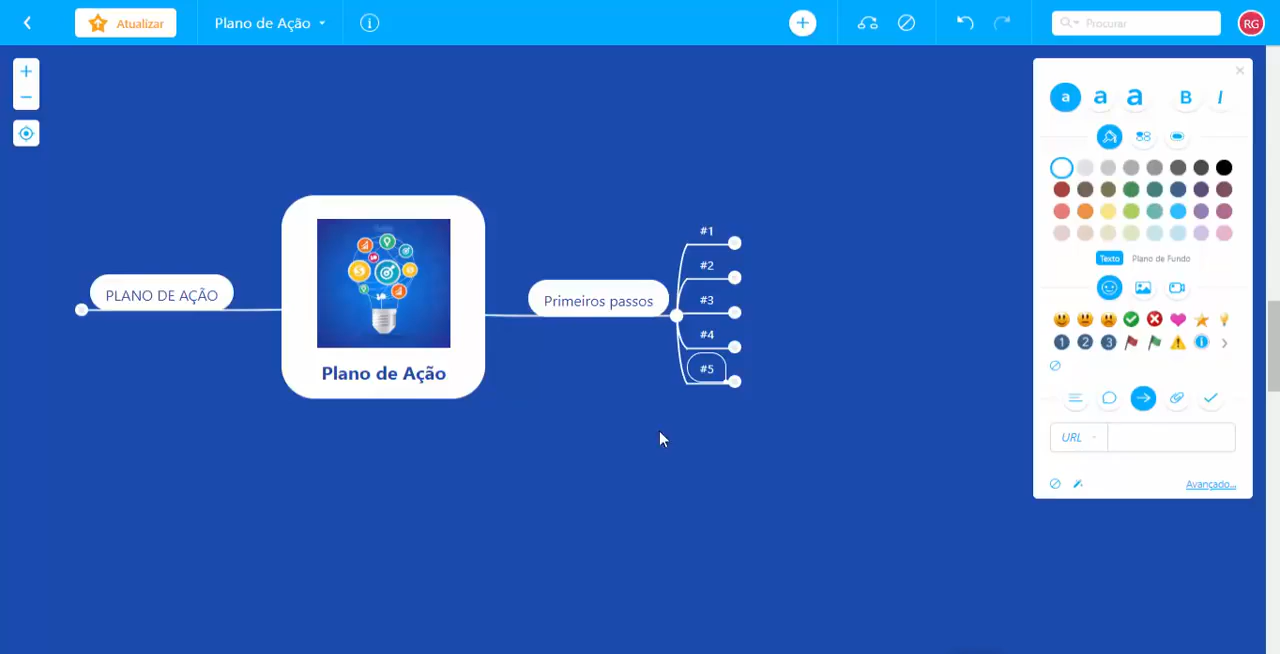 Atualizar
Plano de Ação
Procurar
RG
a a a B I
Texto Plano de Fundo
1 2 3
URL
Avançado...
PLANO DE AÇÃO
Plano de Ação
Primeiros passos
#1
#2
#3
#4
#5